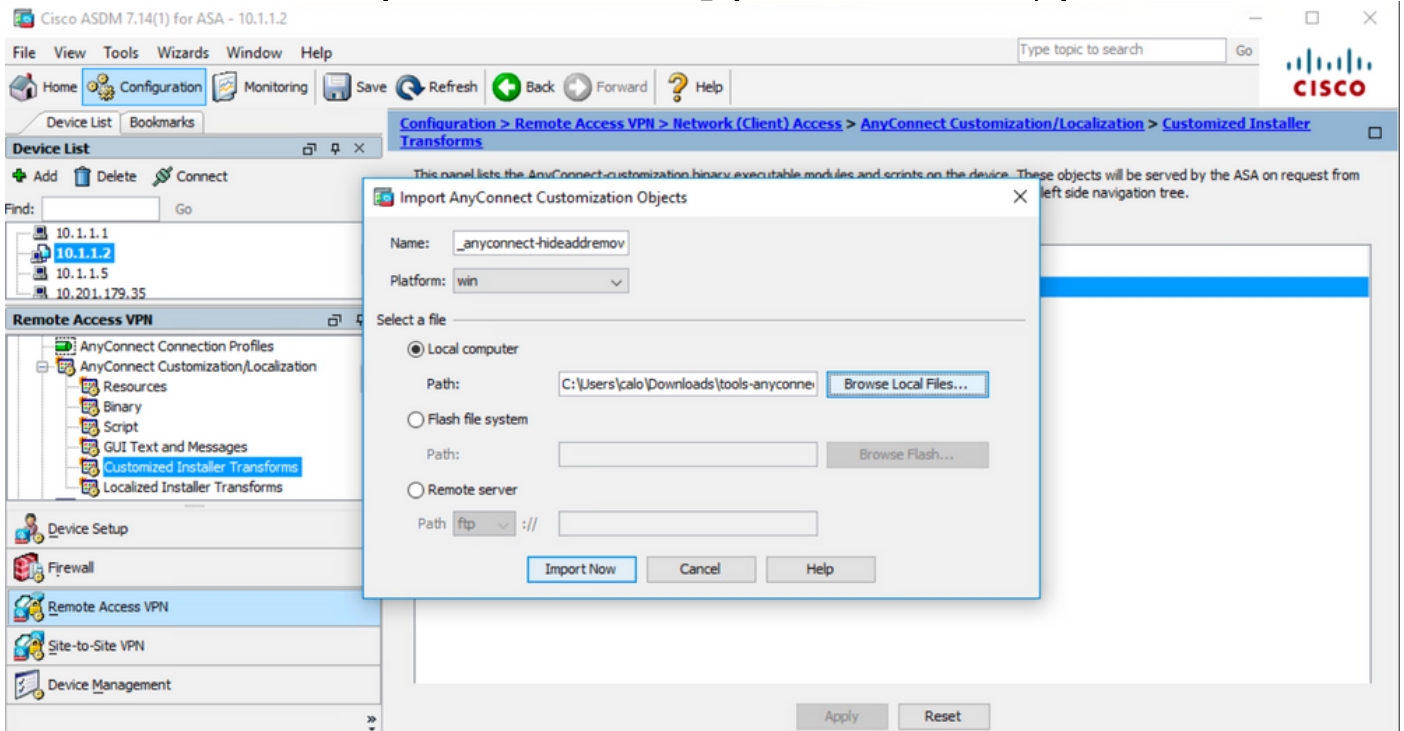 Cisco ASDM 7.14(1) for ASA - 10.1.1.2
File View Tools Wizards Window Help
Type topic to search Go
Home Configuration Monitoring Save Refresh Back Forward Help
CISCO
Device List Bookmarks
Configuration > Remote Access VPN > Network (Client) Access > AnyConnect Customization/Localization > Customized Installer
Transforms
Device List
Add Delete Connect
This panel lists the AnyConnect-customization binary executable modules and scripts on the device. These objects will be served by the ASA on request from
left side navigation tree.
Find: Go
10.1.1.1
10.1.1.2
10.1.1.5
10.201.179.35
Import AnyConnect Customization Objects
Name: _anyconnect-hideaddremov
Platform: win
Select a file
Local computer
Path: C:\Users\calo\Downloads\tools-anyconne Browse Local Files...
Flash file system
Path: Browse Flash...
Remote server
Path ftp ://
Import Now Cancel Help
Remote Access VPN
AnyConnect Connection Profiles
AnyConnect Customization/Localization
Resources
Binary
Script
GUI Text and Messages
Customized Installer Transforms
Localized Installer Transforms
Device Setup
Firewall
Remote Access VPN
Site-to-Site VPN
Device Management
Apply Reset